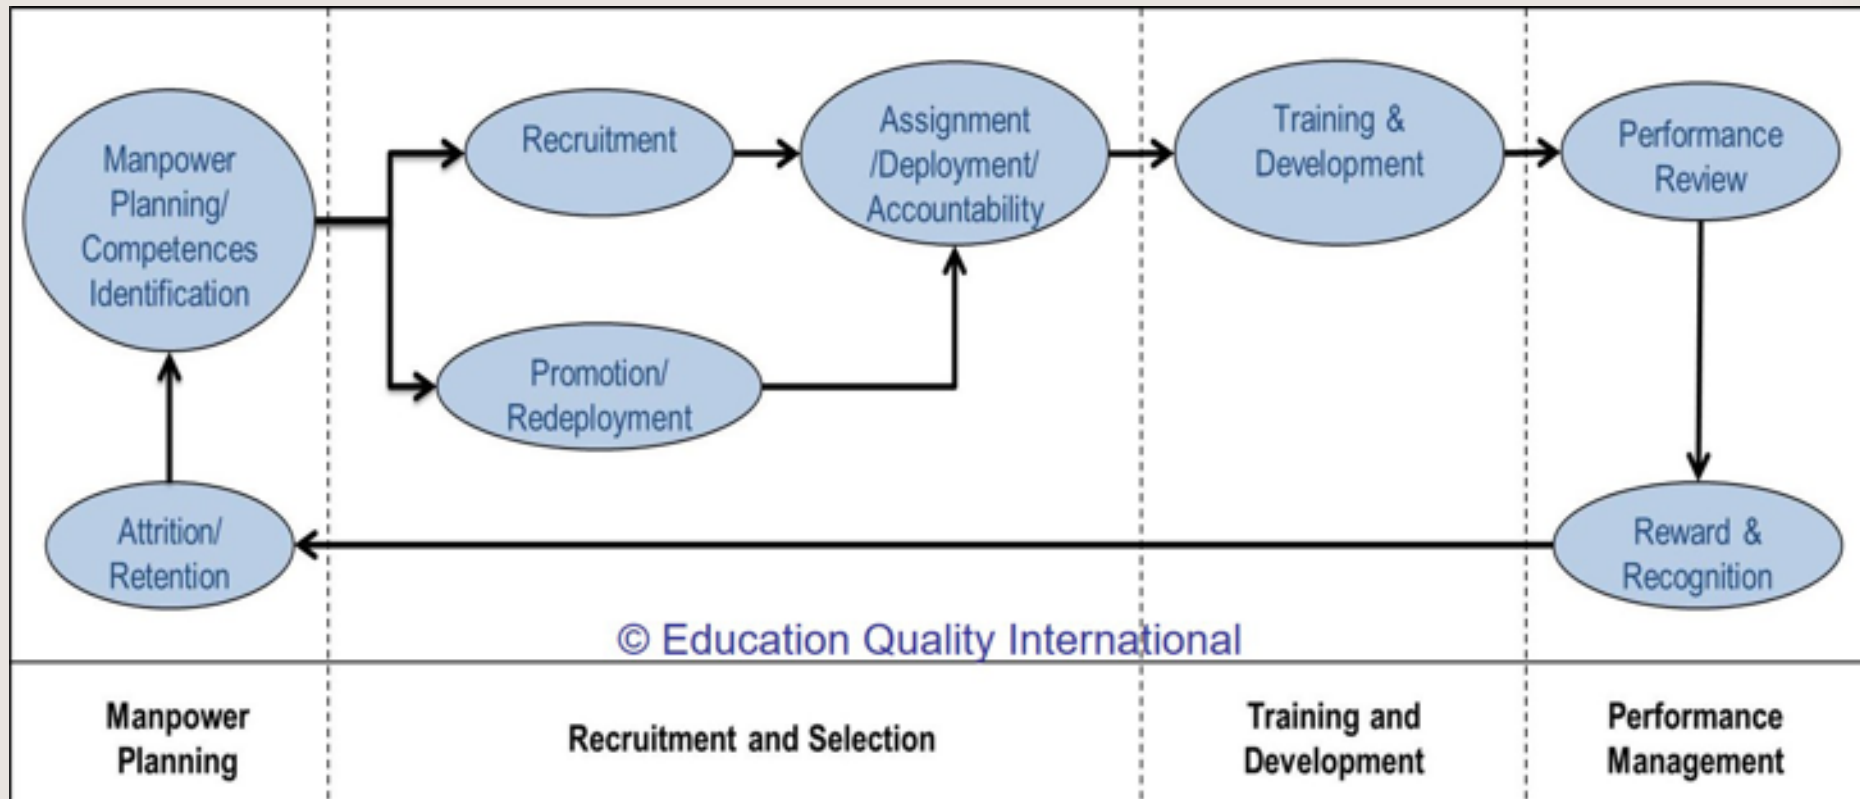 Manpower
Planning/
Competences
Identification
Recruitment
Assignment
/Deployment/
Accountability
Training &
Development
Performance
Review
Promotion/
Redeployment
Attrition/
Retention
Reward &
Recognition
© Education Quality International
Manpower
Planning
Recruitment and Selection
Training and
Development
Performance
Management